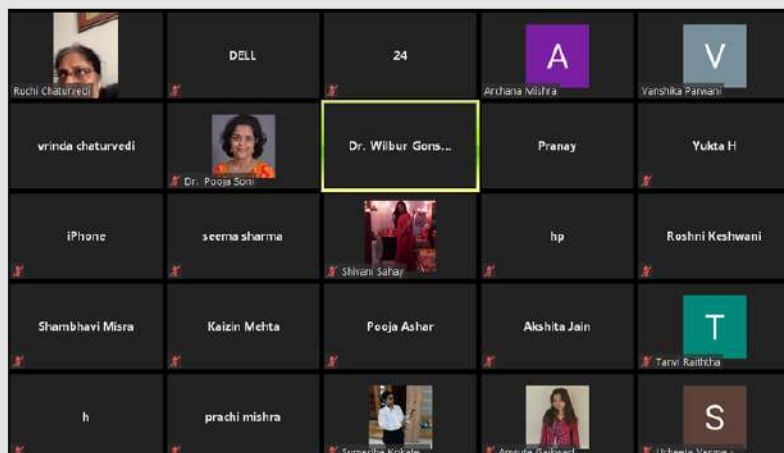 Ruchi Chaturvedi
DELL
24
A
Archana Mishra
V
Vanshika Parwani
vrinda chaturvedi
Dr. Pooja Soni
Dr. Wilbur Gons...
Pranay
Yukta H
iPhone
seema sharma
Shivani Sahay
hp
Roshni Keshwani
Shambhavi Misra
Kaizin Mehta
Pooja Ashar
Akshita Jain
T
Tanvi Raiththa
h
prachi mishra
S